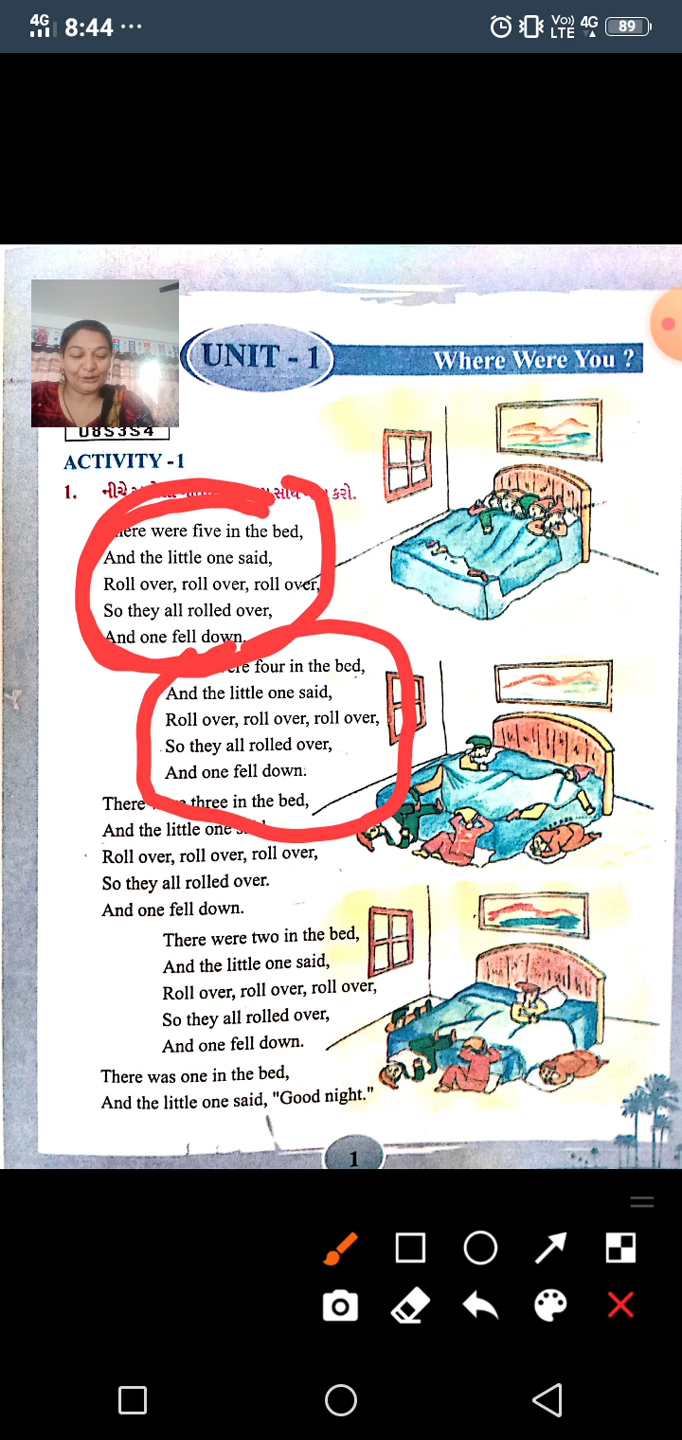 4G 8:44 ...
Vo)) LTE 4G 89
UNIT - 1
Where Were You ?
08S3S4
ACTIVITY -1
1. નીચે સાથે કરો.
were five in the bed,
And the little one said,
Roll over, roll over, roll over,
So they all rolled over,
And one fell down.
four in the bed,
And the little one said,
Roll over, roll over, roll over,
So they all rolled over,
And one fell down.
There three in the bed,
And the little one
Roll over, roll over, roll over,
So they all rolled over.
And one fell down.
There were two in the bed,
And the little one said,
Roll over, roll over, roll over,
So they all rolled over,
And one fell down.
There was one in the bed,
And the little one said, "Good night."
1